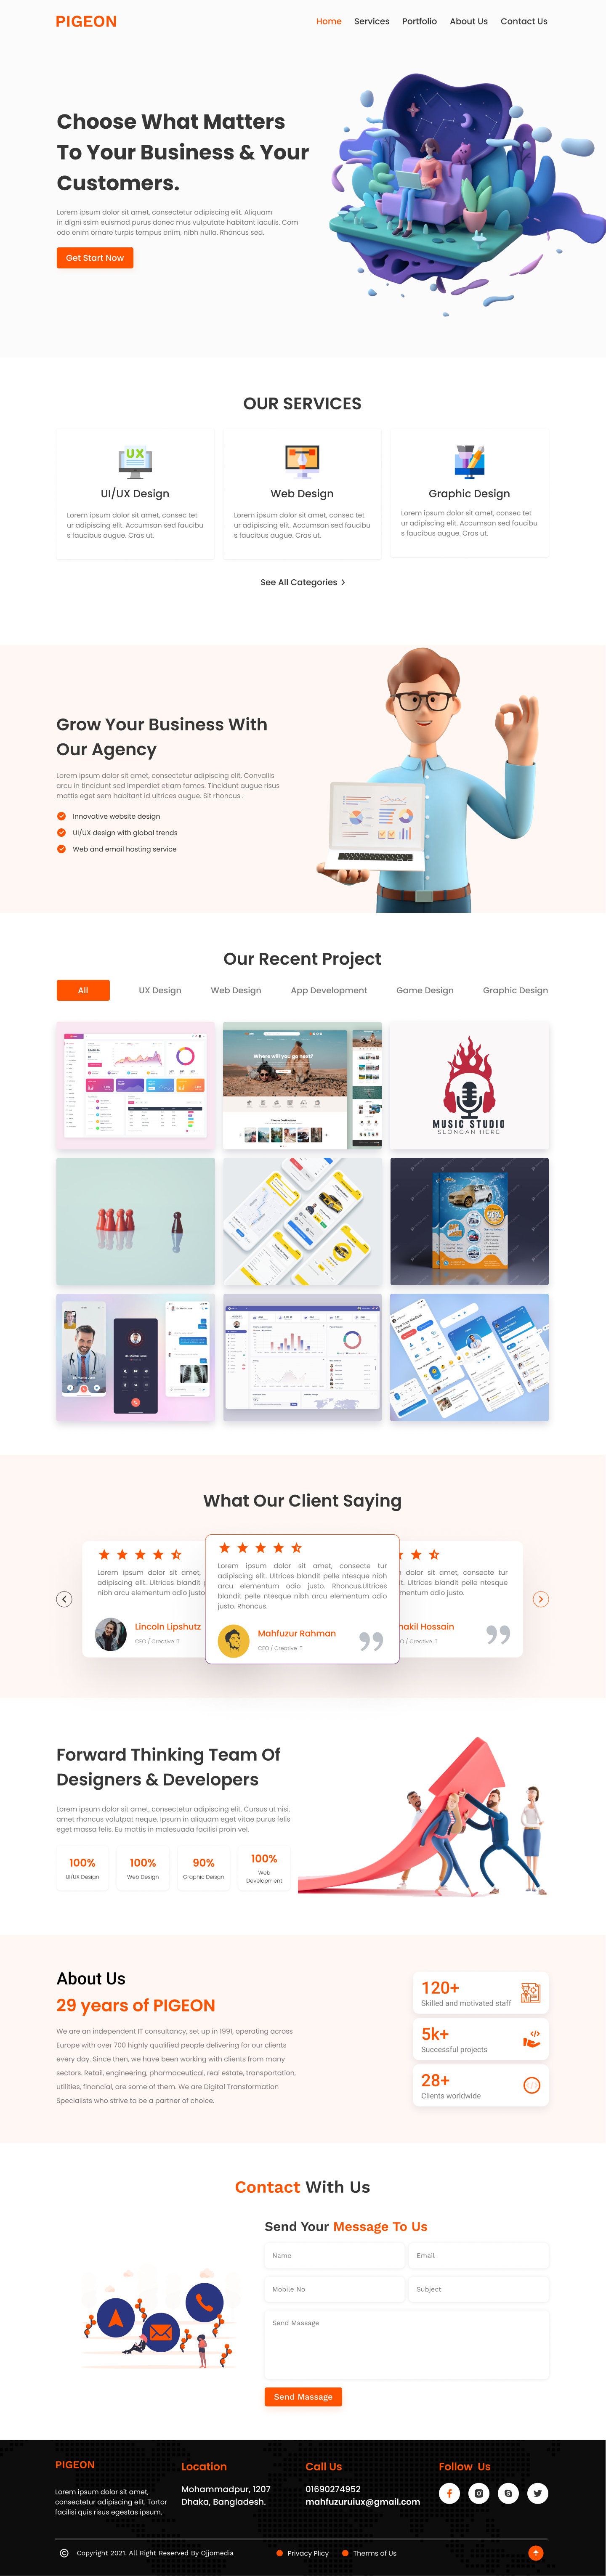 PIGEON
Home Services Portfolio About Us Contact Us
Choose What Matters
To Your Business & Your
Customers.
Lorem ipsum dolor sit amet, consectetur adipiscing elit. Aliquam
in digni ssim euismod purus donec mus vulputate habitant iaculis. Com
odo enim ornare turpis tempus enim, nibh nulla. Rhoncus sed.
Get Start Now
OUR SERVICES
UX
UI/UX Design
Lorem ipsum dolor sit amet, consec tet
ur adipiscing elit. Accumsan sed faucibu
s faucibus augue. Cras ut.
Web Design
Lorem ipsum dolor sit amet, consec tet
ur adipiscing elit. Accumsan sed faucibu
s faucibus augue. Cras ut.
Graphic Design
Lorem ipsum dolor sit amet, consec tet
ur adipiscing elit. Accumsan sed faucibu
s faucibus augue. Cras ut.
See All Categories
Grow Your Business With
Our Agency
Lorem ipsum dolor sit amet, consectetur adipiscing elit. Convallis
arcu in tincidunt sed imperdiet etiam fames. Tincidunt augue risus
mattis eget sem habitant id ultrices augue. Sit rhoncus .
Innovative website design
UI/UX design with global trends
Web and email hosting service
Our Recent Project
All UX Design Web Design App Development Game Design Graphic Design
Where will you go next?
MUSIC STUDIO
SLONGAN HERE
What Our Client Saying
Lorem ipsum dolor sit amet,
adipiscing elit. Ultrices blandit p
nibh arcu elementum odio justo
Lincoln Lipshutz
CEO / Creative IT
Lorem ipsum dolor sit amet, consecte tur
adipiscing elit. Ultrices blandit pelle ntesque
nibh arcu elementum odio justo. Rhoncus.Ultrices
blandit pelle ntesque nibh arcu elementum odio
justo. Rhoncus.
Mahfuzur Rahman
CEO / Creative IT
dolor sit amet, consecte tur
it. Ultrices blandit pelle ntesque
mentum odio justo.
hakil Hossain
O / Creative IT
Forward Thinking Team Of
Designers & Developers
Lorem ipsum dolor sit amet, consectetur adipiscing elit. Cursus ut nisi,
amet rhoncus volutpat neque. Ipsum in aliquam eget vitae purus felis
eget massa felis. Eu mattis in malesuada facilisi proin vel.
100%
UI/UX Design
100%
Web Design
90%
Graphic Deisgn
100%
Web
Development
About Us
29 years of PIGEON
We are an independent IT consultancy, set up in 1991, operating across
Europe with over 700 highly qualified people delivering for our clients
every day. Since then, we have been working with clients from many
sectors. Retail, engineering, pharmaceutical, real estate, transportation,
utilities, financial, are some of them. We are Digital Transformation
Specialists who strive to be a partner of choice.
120+
Skilled and motivated staff
5k+
Successful projects
28+
Clients worldwide
Contact With Us
Send Your Message To Us
Name Email
Mobile No Subject
Send Massage
Send Massage
PIGEON
Lorem ipsum dolor sit amet,
consectetur adipiscing elit. Tortor
facilisi quis risus egestas ipsum.
Location
Mohammadpur, 1207
Dhaka, Bangladesh.
Call Us
01690274952
mahfuzuruiux@gmail.com
Follow Us
Copyright 2021. All Right Reserved By Ojjomedia
Privacy Plicy
Therms of Us